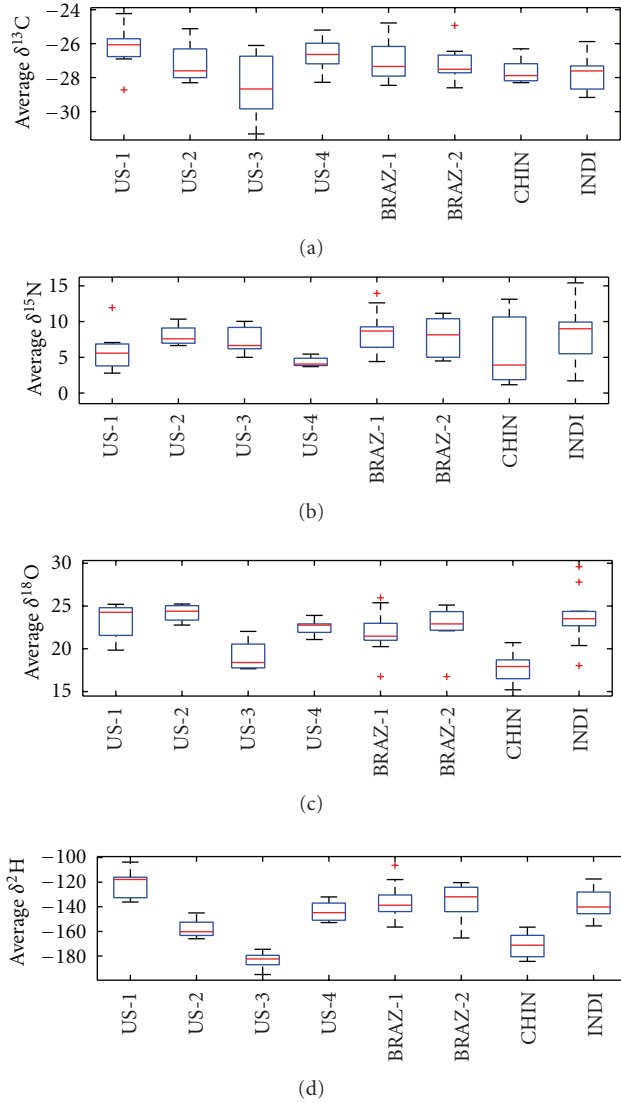 −24
−26
−28
−30
Average δ¹³C
US-1
US-2
US-3
US-4
BRAZ-1
BRAZ-2
CHIN
INDI
(a)
15
10
5
0
Average δ¹⁵N
US-1
US-2
US-3
US-4
BRAZ-1
BRAZ-2
CHIN
INDI
(b)
30
25
20
15
Average δ¹⁸O
US-1
US-2
US-3
US-4
BRAZ-1
BRAZ-2
CHIN
INDI
(c)
−100
−120
−140
−160
−180
Average δ²H
US-1
US-2
US-3
US-4
BRAZ-1
BRAZ-2
CHIN
INDI
(d)